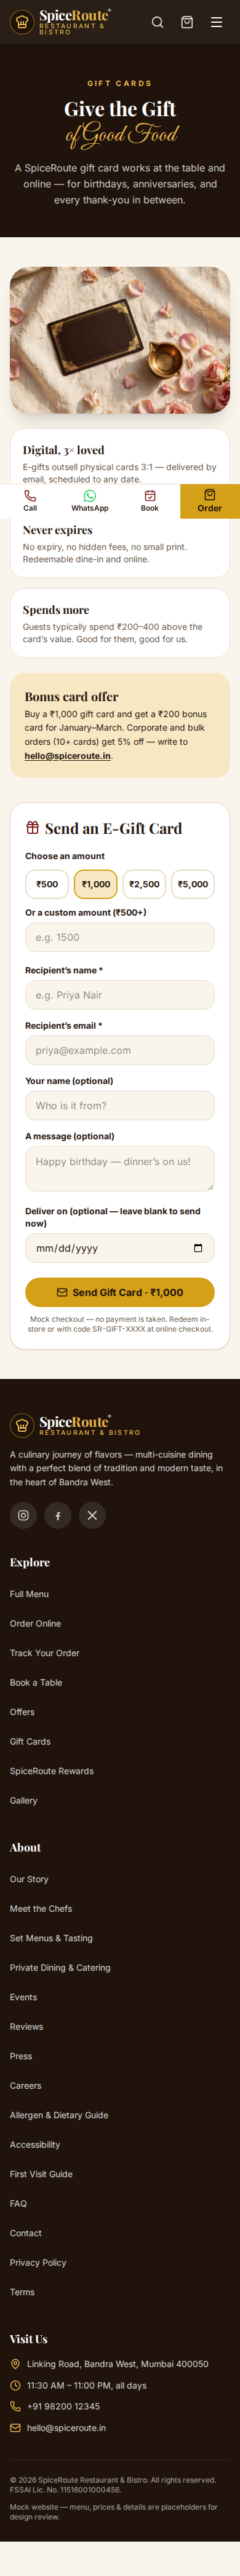 SpiceRoute®
RESTAURANT &
BISTRO
GIFT CARDS
Give the Gift
of Good Food
A SpiceRoute gift card works at the table and
online — for birthdays, anniversaries, and
every thank-you in between.
Digital, 3× loved
E-gifts outsell physical cards 3:1 — delivered by
email, scheduled to any date.
Call
WhatsApp
Book
Order
Never expires
No expiry, no hidden fees, no small print.
Redeemable dine-in and online.
Spends more
Guests typically spend ₹200–400 above the
card's value. Good for them, good for us.
Bonus card offer
Buy a ₹1,000 gift card and get a ₹200 bonus
card for January–March. Corporate and bulk
orders (10+ cards) get 5% off — write to
hello@spiceroute.in.
Send an E-Gift Card
Choose an amount
₹500
₹1,000
₹2,500
₹5,000
Or a custom amount (₹500+)
e.g. 1500
Recipient's name *
e.g. Priya Nair
Recipient's email *
priya@example.com
Your name (optional)
Who is it from?
A message (optional)
Happy birthday — dinner's on us!
Deliver on (optional — leave blank to send
now)
mm/dd/yyyy
Send Gift Card · ₹1,000
Mock checkout — no payment is taken. Redeem in-
store or with code SR-GIFT-XXXX at online checkout.
SpiceRoute®
RESTAURANT & BISTRO
A culinary journey of flavors — multi-cuisine dining
with a perfect blend of tradition and modern taste, in
the heart of Bandra West.
Explore
Full Menu
Order Online
Track Your Order
Book a Table
Offers
Gift Cards
SpiceRoute Rewards
Gallery
About
Our Story
Meet the Chefs
Set Menus & Tasting
Private Dining & Catering
Events
Reviews
Press
Careers
Allergen & Dietary Guide
Accessibility
First Visit Guide
FAQ
Contact
Privacy Policy
Terms
Visit Us
Linking Road, Bandra West, Mumbai 400050
11:30 AM – 11:00 PM, all days
+91 98200 12345
hello@spiceroute.in
© 2026 SpiceRoute Restaurant & Bistro. All rights reserved.
FSSAI Lic. No. 11516001000456.
Mock website — menu, prices & details are placeholders for
design review.